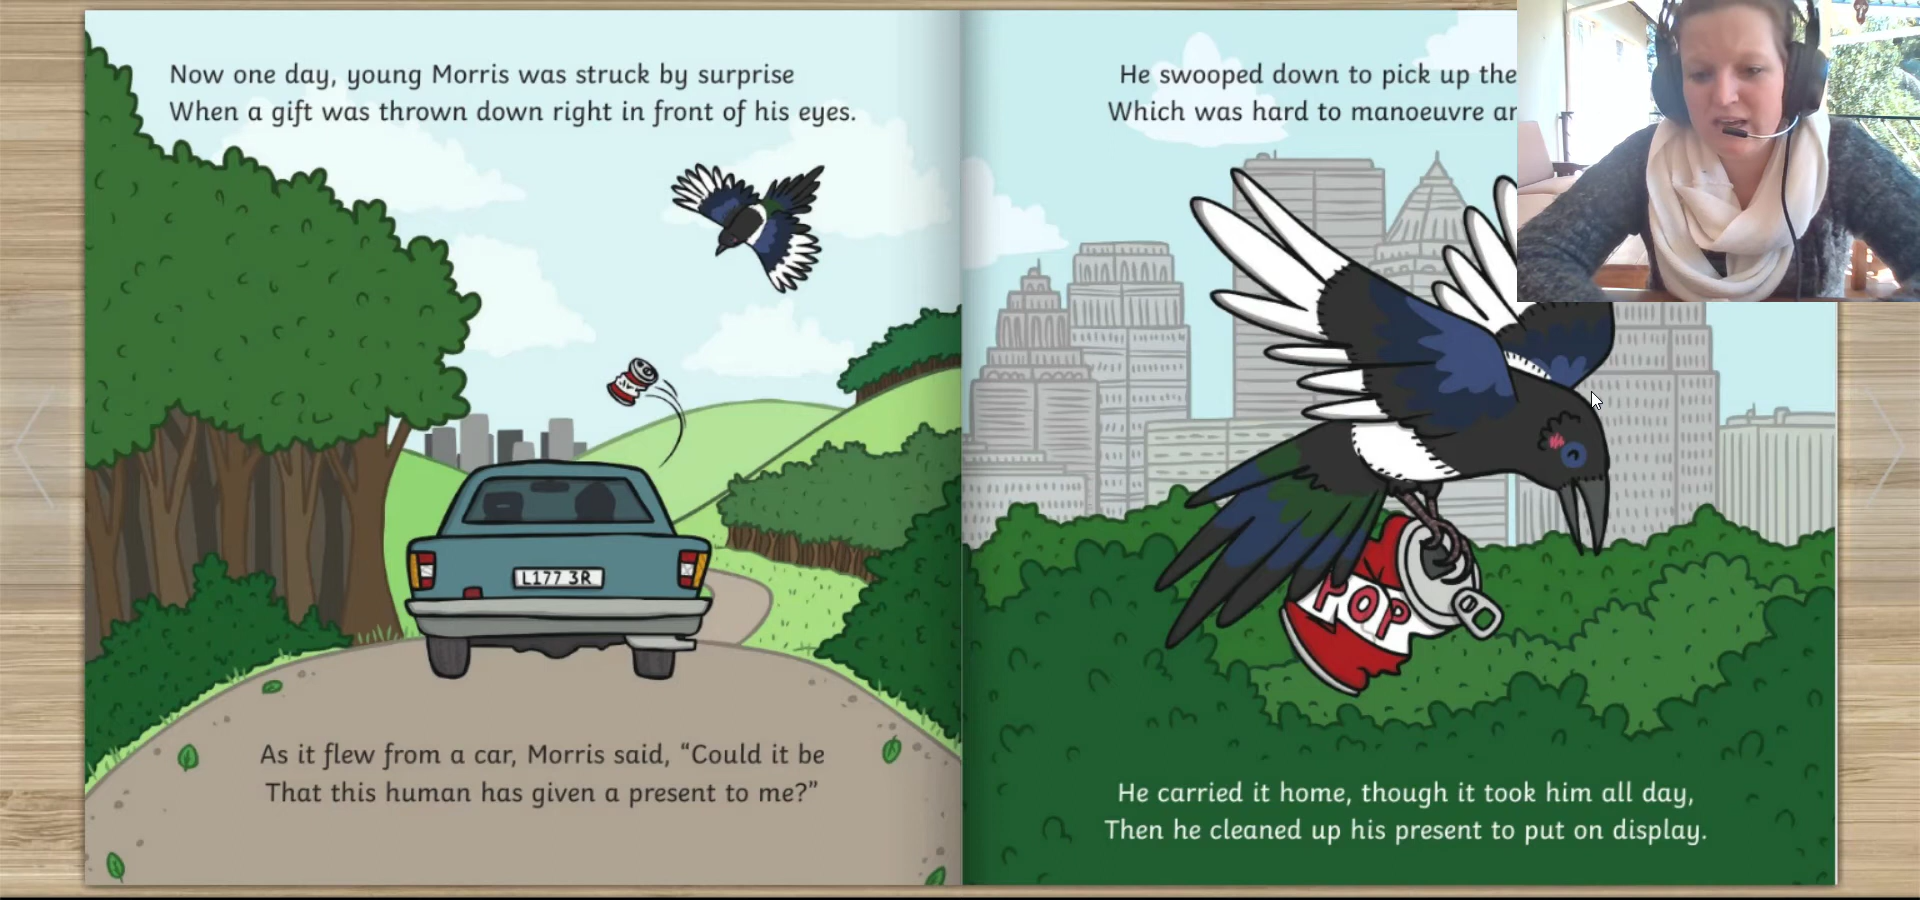 Now one day, young Morris was struck by surprise
When a gift was thrown down right in front of his eyes.
L177 3R
As it flew from a car, Morris said, “Could it be
That this human has given a present to me?”
He swooped down to pick up the
Which was hard to manoeuvre
POP
He carried it home, though it took him all day,
Then he cleaned up his present to put on display.